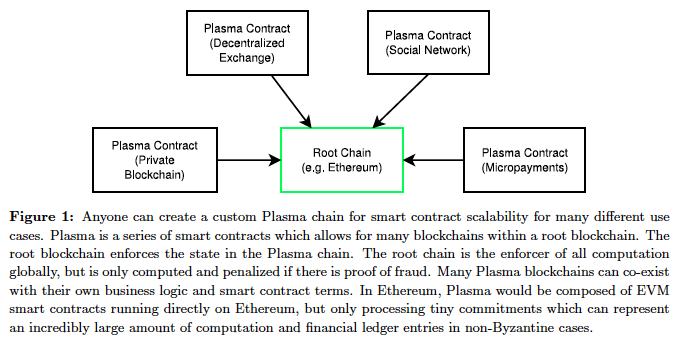 Plasma Contract
(Decentralized
Exchange)
Plasma Contract
(Social Network)
Plasma Contract
(Private
Blockchain)
Root Chain
(e.g. Ethereum)
Plasma Contract
(Micropayments)
Figure 1: Anyone can create a custom Plasma chain for smart contract scalability for many different use
cases. Plasma is a series of smart contracts which allows for many blockchains within a root blockchain. The
root blockchain enforces the state in the Plasma chain. The root chain is the enforcer of all computation
globally, but is only computed and penalized if there is proof of fraud. Many Plasma blockchains can co-exist
with their own business logic and smart contract terms. In Ethereum, Plasma would be composed of EVM
smart contracts running directly on Ethereum, but only processing tiny commitments which can represent
an incredibly large amount of computation and financial ledger entries in non-Byzantine cases.